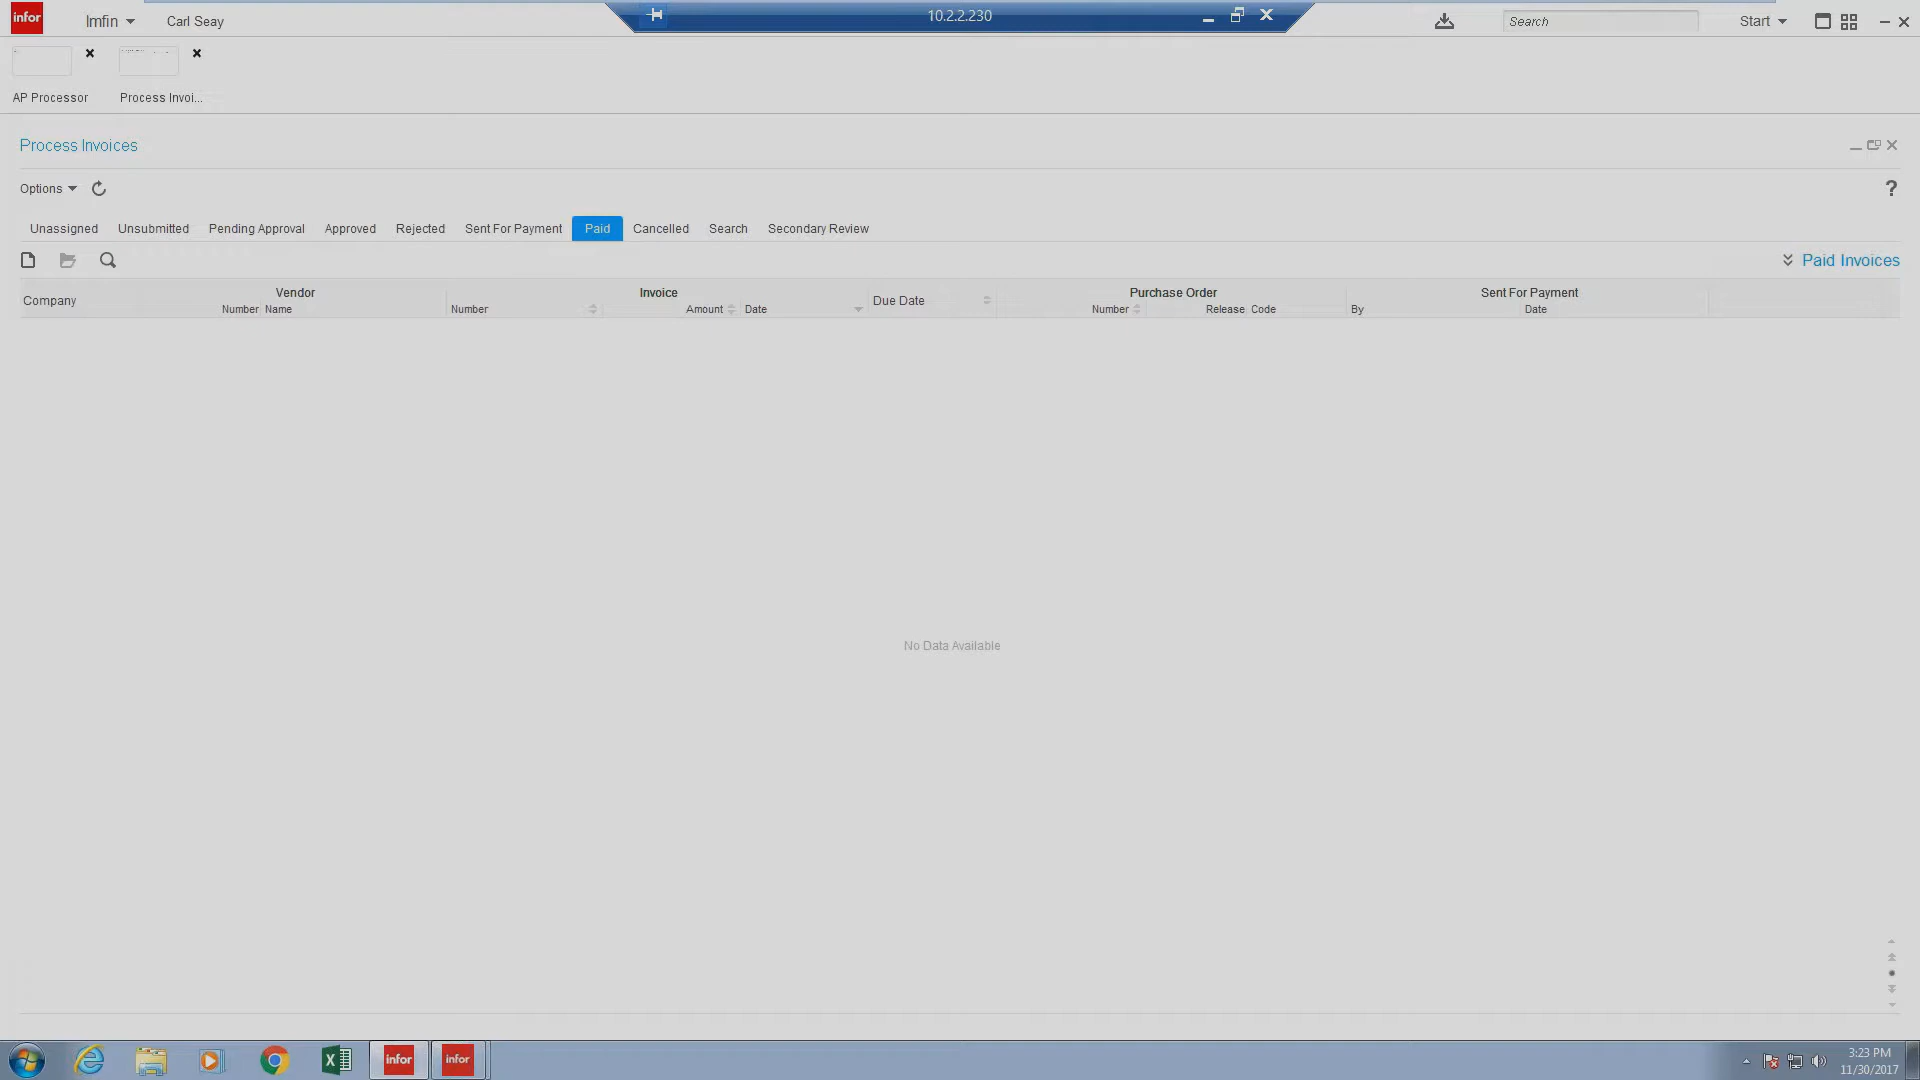 infor
lmfin
Carl Seay
10.2.2.230
Search
Start
AP Processor
Process Invoi...
Process Invoices
Options
?
Unassigned
Unsubmitted
Pending Approval
Approved
Rejected
Sent For Payment
Paid
Cancelled
Search
Secondary Review
Paid Invoices
Company
Vendor
Number
Name
Invoice
Number
Amount
Date
Due Date
Purchase Order
Number
Release
Code
Sent For Payment
By
Date
No Data Available
infor
infor
3:23 PM
11/30/2017